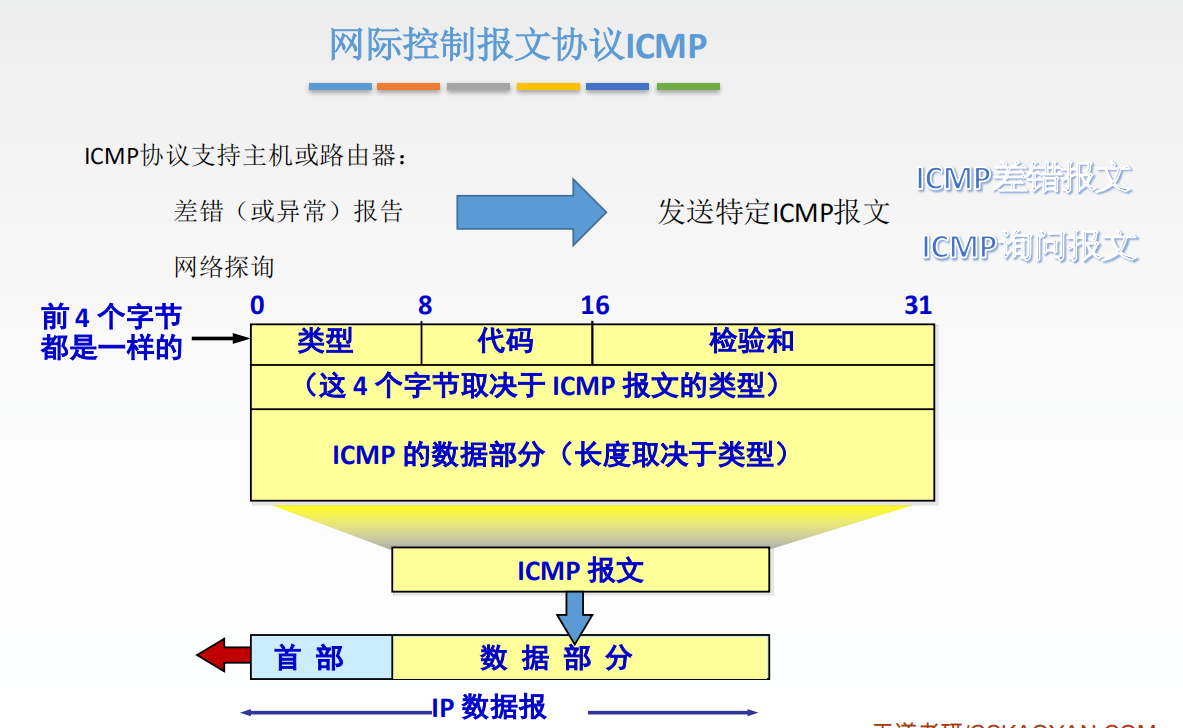 网际控制报文协议ICMP
ICMP协议支持主机或路由器：
差错（或异常）报告
网络探询
发送特定ICMP报文
ICMP差错报文
ICMP询问报文
前 4 个字节
都是一样的
0 8 16 31
类型 代码 检验和
（这 4 个字节取决于 ICMP 报文的类型）
ICMP 的数据部分（长度取决于类型）
ICMP 报文
首 部 数 据 部 分
IP 数据报